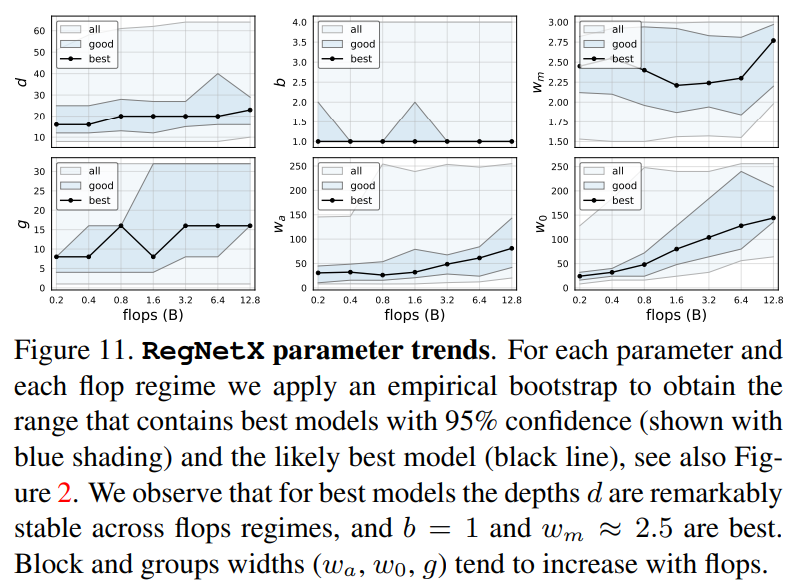 all
good
best
d
60
50
40
30
20
10
all
good
best
b
4.0
3.5
3.0
2.5
2.0
1.5
1.0
all
good
best
w_m
3.00
2.75
2.50
2.25
2.00
1.75
1.50
all
good
best
g
30
25
20
15
10
5
0
0.2 0.4 0.8 1.6 3.2 6.4 12.8
flops (B)
all
good
best
w_a
250
200
150
100
50
0
0.2 0.4 0.8 1.6 3.2 6.4 12.8
flops (B)
all
good
best
w_0
250
200
150
100
50
0
0.2 0.4 0.8 1.6 3.2 6.4 12.8
flops (B)
Figure 11. RegNetX parameter trends. For each parameter and
each flop regime we apply an empirical bootstrap to obtain the
range that contains best models with 95% confidence (shown with
blue shading) and the likely best model (black line), see also Fig-
ure 2. We observe that for best models the depths d are remarkably
stable across flops regimes, and b = 1 and w_m ≈ 2.5 are best.
Block and groups widths (w_a, w_0, g) tend to increase with flops.